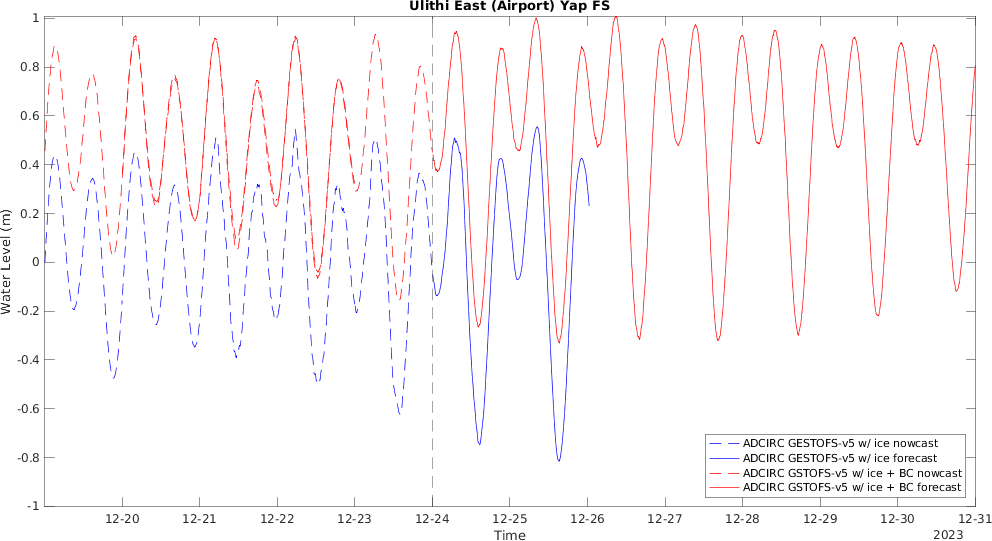 Ulithi East (Airport) Yap FS
Water Level (m)
1
0.8
0.6
0.4
0.2
0
-0.2
-0.4
-0.6
-0.8
-1
ADCIRC GESTOFS-v5 w/ ice nowcast
ADCIRC GESTOFS-v5 w/ ice forecast
ADCIRC GSTOFS-v5 w/ ice + BC nowcast
ADCIRC GSTOFS-v5 w/ ice + BC forecast
12-20 12-21 12-22 12-23 12-24 12-25 12-26 12-27 12-28 12-29 12-30 12-31
Time
2023